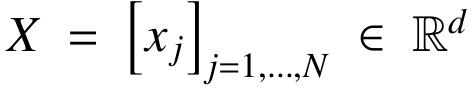 X = [x_j]_{j=1,...,N} ∈ ℝ^d